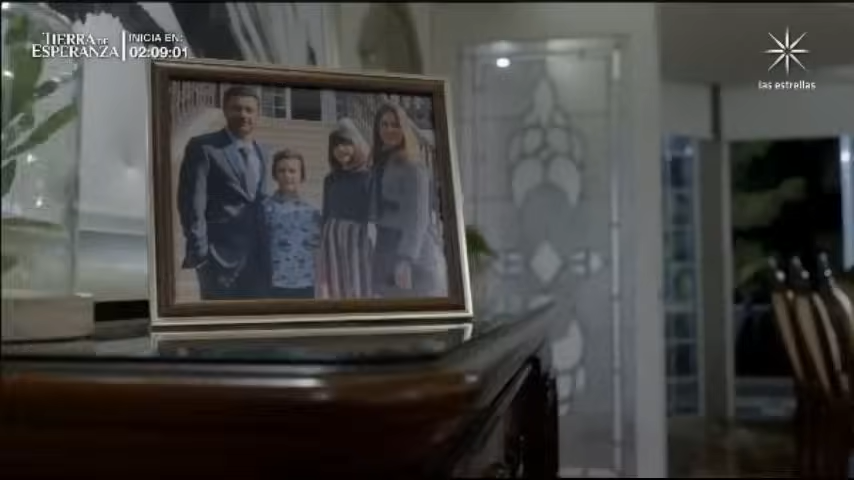 TIERRA DE
ESPERANZA
INICIA EN:
02:09:01
las estrellas